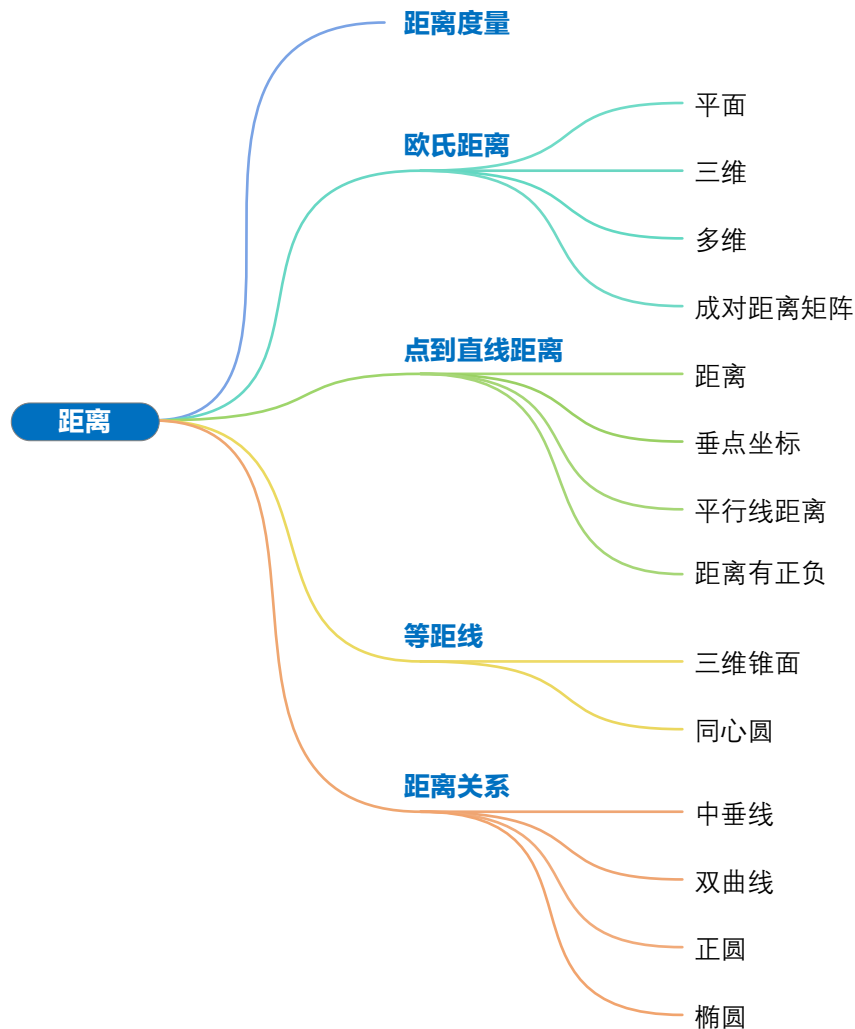 距离
距离度量
欧氏距离
平面
三维
多维
成对距离矩阵
点到直线距离
距离
垂点坐标
平行线距离
距离有正负
等距线
三维锥面
同心圆
距离关系
中垂线
双曲线
正圆
椭圆